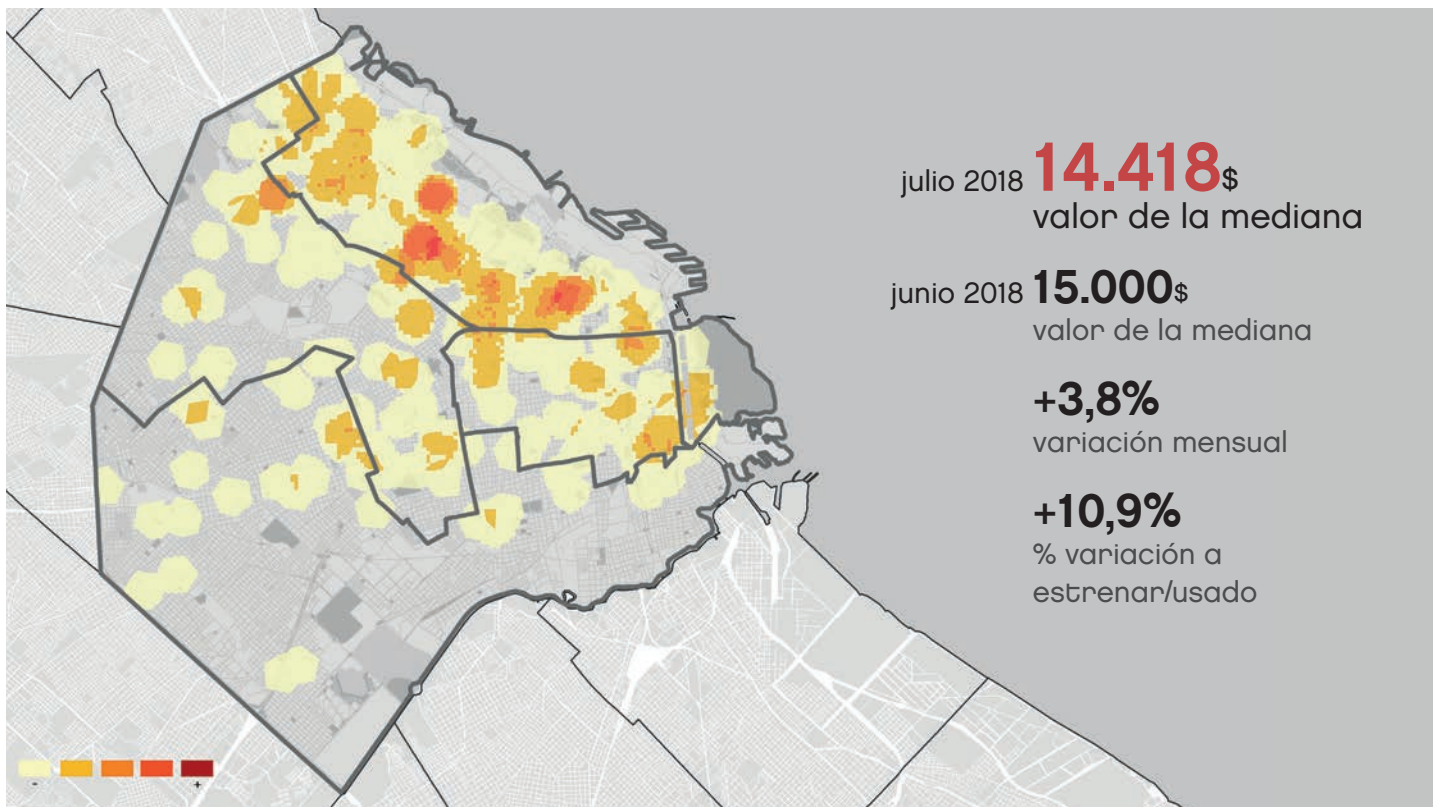 julio 2018 14.418$
valor de la mediana
junio 2018 15.000$
valor de la mediana
+3,8%
variación mensual
+10,9%
% variación a
estrenar/usado
- +